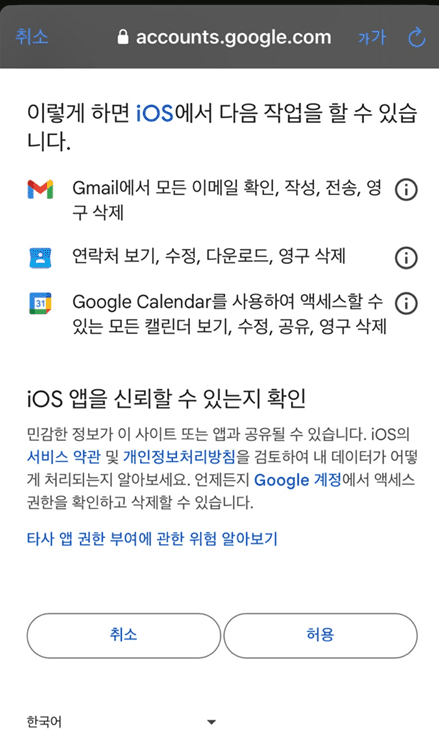 취소 accounts.google.com 가가
이렇게 하면 iOS에서 다음 작업을 할 수 있습
니다.
Gmail에서 모든 이메일 확인, 작성, 전송, 영
구 삭제
연락처 보기, 수정, 다운로드, 영구 삭제
31
Google Calendar를 사용하여 액세스할 수
있는 모든 캘린더 보기, 수정, 공유, 영구 삭제
iOS 앱을 신뢰할 수 있는지 확인
민감한 정보가 이 사이트 또는 앱과 공유될 수 있습니다. iOS의
서비스 약관 및 개인정보처리방침을 검토하여 내 데이터가 어떻
게 처리되는지 알아보세요. 언제든지 Google 계정에서 액세스
권한을 확인하고 삭제할 수 있습니다.
타사 앱 권한 부여에 관한 위험 알아보기
취소 허용
한국어